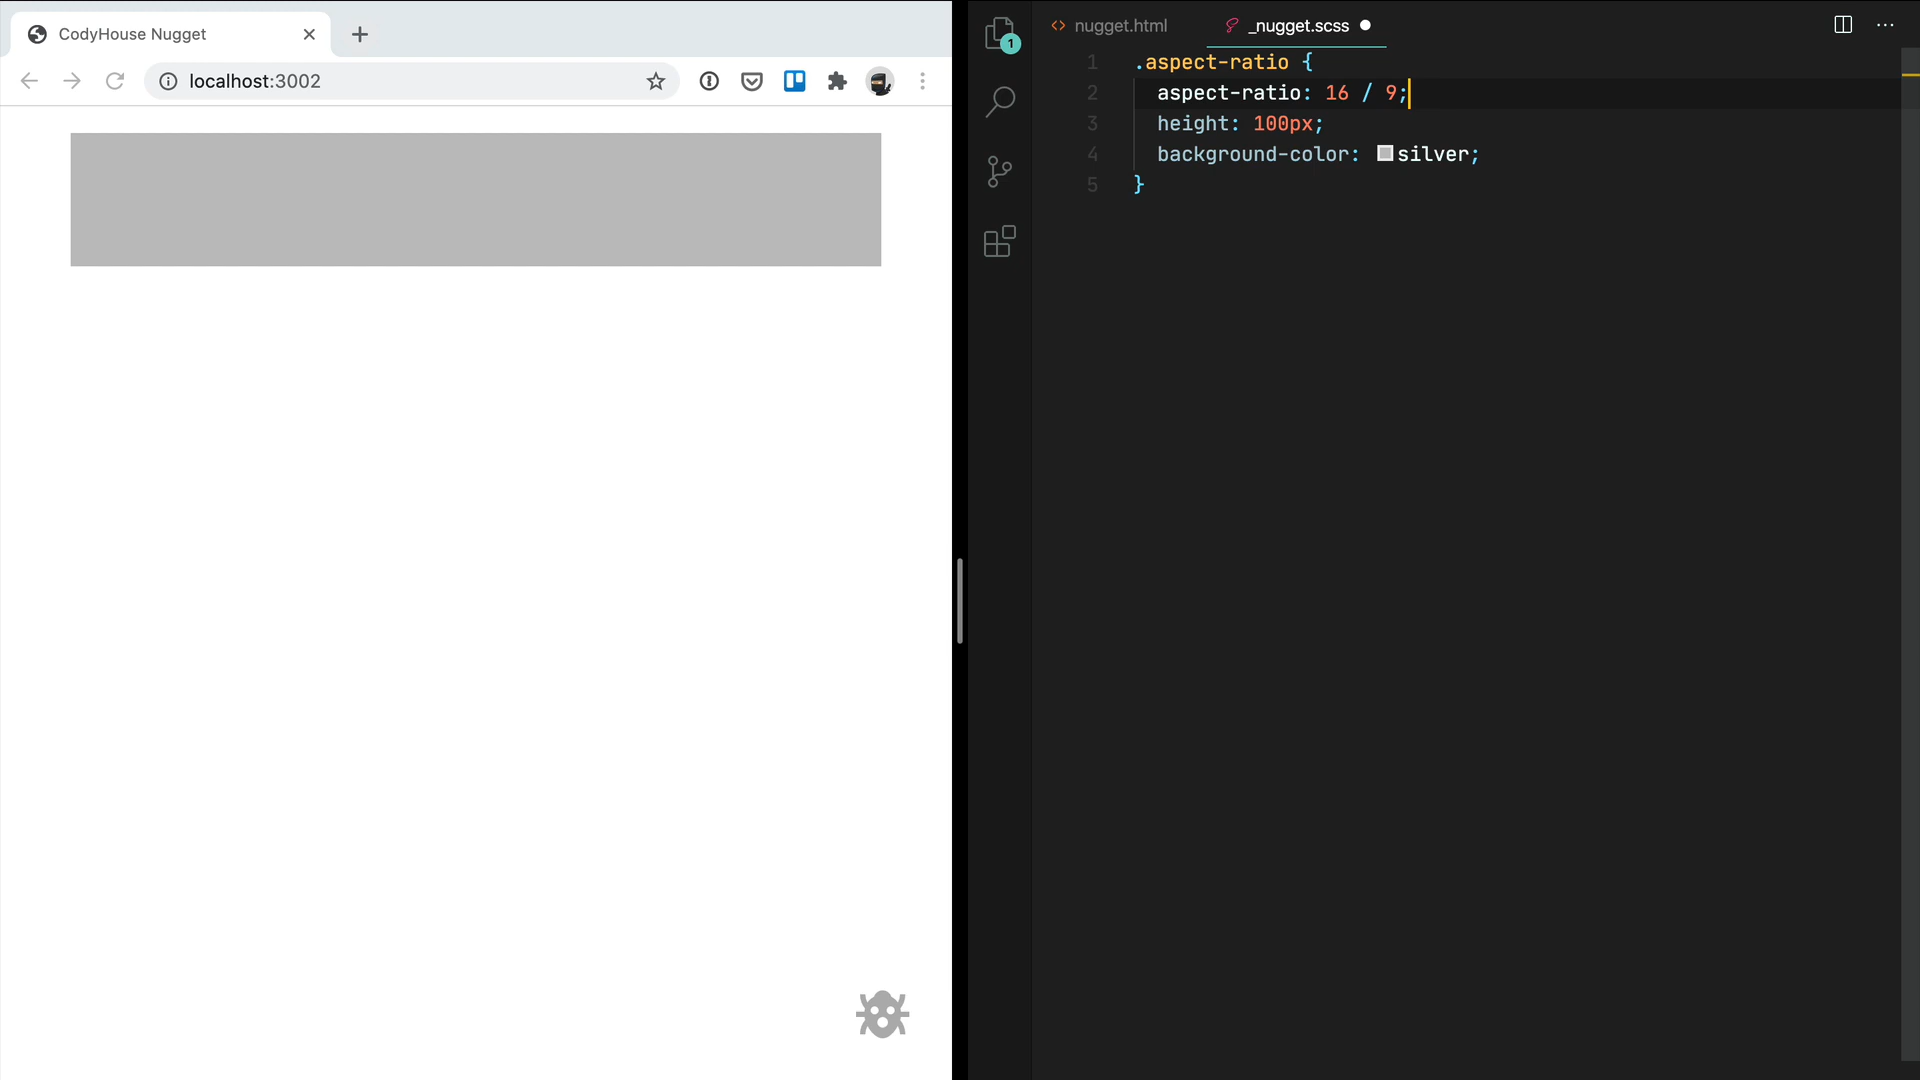 CodyHouse Nugget
localhost:3002
1
nugget.html
_nugget.scss
1 .aspect-ratio {
2 aspect-ratio: 16 / 9;
3 height: 100px;
4 background-color: silver;
5 }